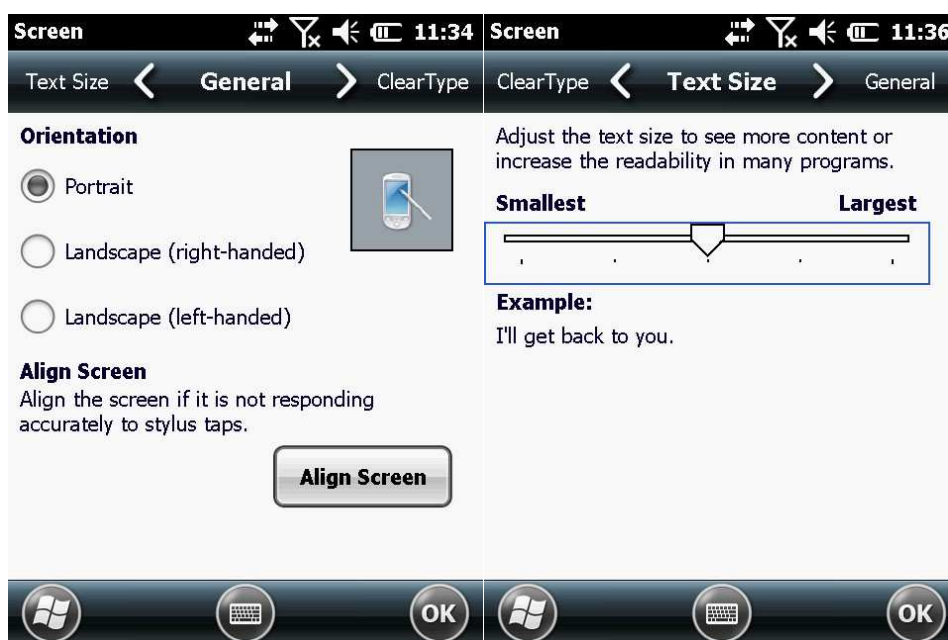 Screen 11:34
Text Size General ClearType
Orientation
Portrait
Landscape (right-handed)
Landscape (left-handed)
Align Screen
Align the screen if it is not responding
accurately to stylus taps.
Align Screen
OK
Screen 11:36
ClearType Text Size General
Adjust the text size to see more content or
increase the readability in many programs.
Smallest Largest
Example:
I'll get back to you.
OK